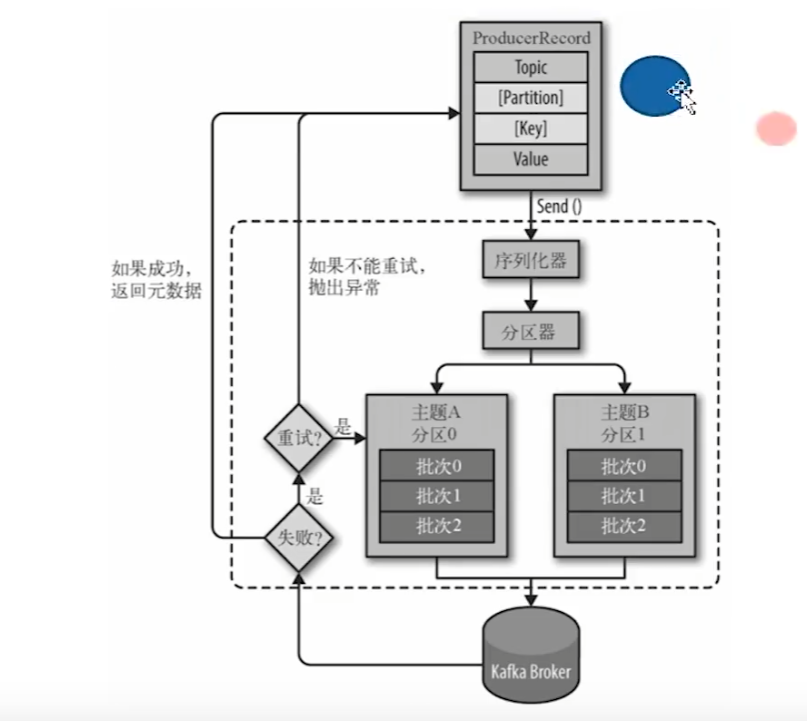 ProducerRecord
Topic
[Partition]
[Key]
Value
Send ()
序列化器
如果成功，
返回元数据
如果不能重试，
抛出异常
分区器
主题A
分区0
批次0
批次1
批次2
主题B
分区1
批次0
批次1
批次2
重试?
是
是
失败?
Kafka Broker